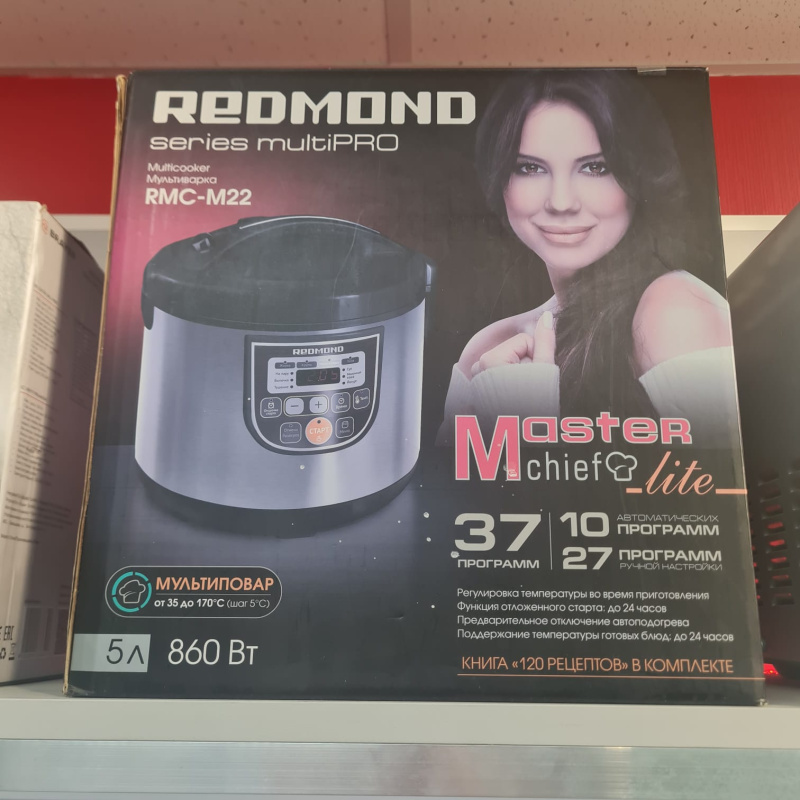 REDMOND
series multiPRO
Multicooker
Мультиварка
RMC-M22
REDMOND
СТАРТ
Master
chief
lite
37
ПРОГРАММ
10 АВТОМАТИЧЕСКИХ
ПРОГРАММ
27 ПРОГРАММ
РУЧНОЙ НАСТРОЙКИ
МУЛЬТИПОВАР
от 35 до 170°C (шаг 5°C)
Регулировка температуры во время приготовления
Функция отложенного старта: до 24 часов
Предварительное отключение автоподогрева
Поддержание температуры готовых блюд: до 24 часов
5л 860 Вт
КНИГА «120 РЕЦЕПТОВ» В КОМПЛЕКТЕ